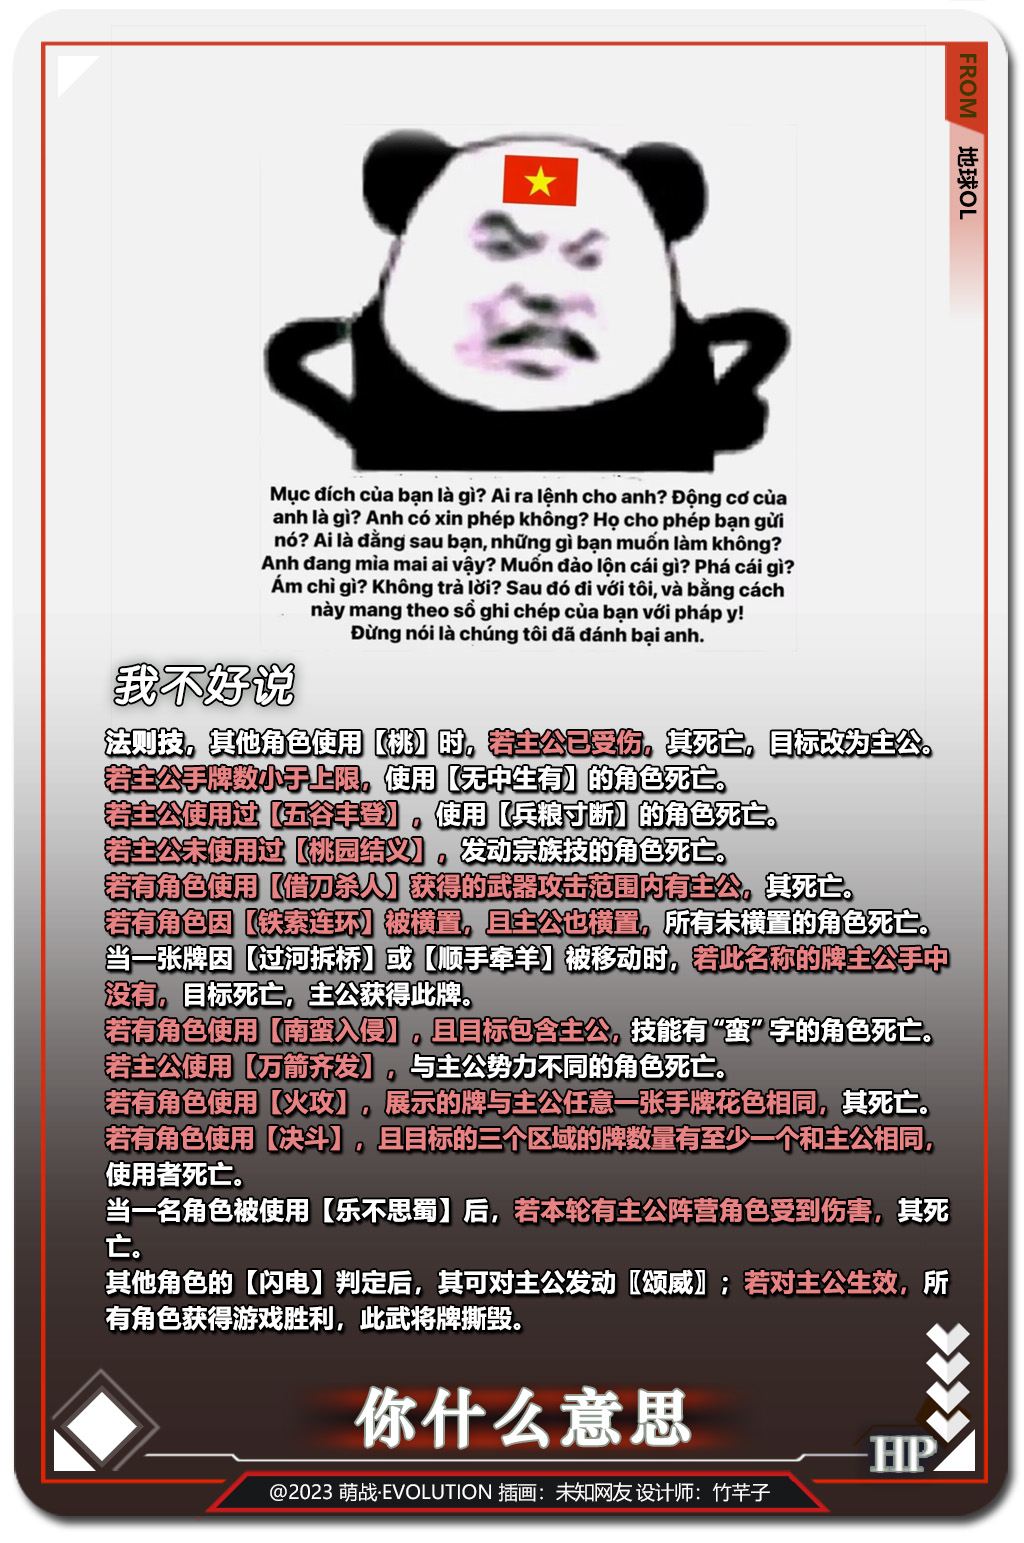 FROM 地球OL
Mục đích của bạn là gì? Ai ra lệnh cho anh? Động cơ của
anh là gì? Anh có xin phép không? Họ cho phép bạn gửi
nó? Ai là đằng sau bạn, những gì bạn muốn làm không?
Anh đang mỉa mai ai vậy? Muốn đảo lộn cái gì? Phá cái gì?
Ám chỉ gì? Không trả lời? Sau đó đi với tôi, và bằng cách
này mang theo sổ ghi chép của bạn với pháp y!
Đừng nói là chúng tôi đã đánh bại anh.
我不好说
法则技，其他角色使用【桃】时，若主公已受伤，其死亡，目标改为主公。
若主公手牌数小于上限，使用【无中生有】的角色死亡。
若主公使用过【五谷丰登】，使用【兵粮寸断】的角色死亡。
若主公未使用过【桃园结义】，发动宗族技的角色死亡。
若有角色使用【借刀杀人】获得的武器攻击范围内有主公，其死亡。
若有角色因【铁索连环】被横置，且主公也横置，所有未横置的角色死亡。
当一张牌因【过河拆桥】或【顺手牵羊】被移动时，若此名称的牌主公手中
没有，目标死亡，主公获得此牌。
若有角色使用【南蛮入侵】，且目标包含主公，技能有“蛮”字的角色死亡。
若主公使用【万箭齐发】，与主公势力不同的角色死亡。
若有角色使用【火攻】，展示的牌与主公任意一张手牌花色相同，其死亡。
若有角色使用【决斗】，且目标的三个区域的牌数量有至少一个和主公相同，
使用者死亡。
当一名角色被使用【乐不思蜀】后，若本轮有主公阵营角色受到伤害，其死
亡。
其他角色的【闪电】判定后，其可对主公发动〖颂威〗；若对主公生效，所
有角色获得游戏胜利，此武将牌撕毁。
你什么意思
HP
@2023 萌战·EVOLUTION 插画：未知网友 设计师：竹芊子